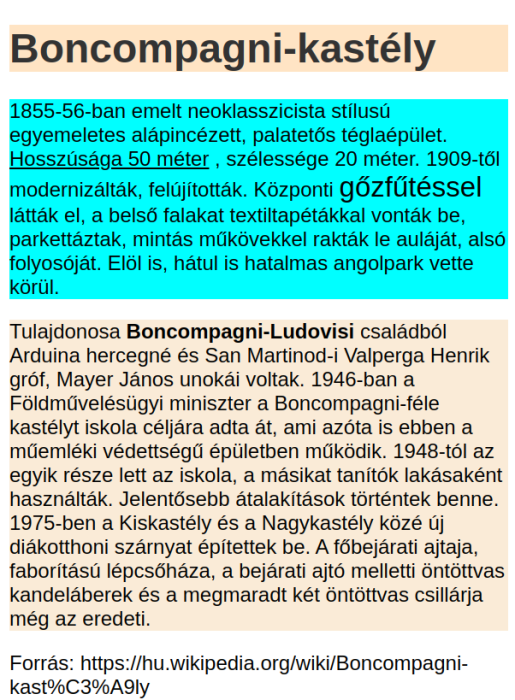 Boncompagni-kastély
1855-56-ban emelt neoklasszicista stílusú
egyemeletes alápincézett, palatetős téglaépület.
Hosszúsága 50 méter , szélessége 20 méter. 1909-től
modernizálták, felújították. Központi gőzfűtéssel
látták el, a belső falakat textiltapétákkal vonták be,
parkettáztak, mintás műkövekkel rakták le auláját, alsó
folyosóját. Elöl is, hátul is hatalmas angolpark vette
körül.
Tulajdonosa Boncompagni-Ludovisi családból
Arduina hercegné és San Martinod-i Valperga Henrik
gróf, Mayer János unokái voltak. 1946-ban a
Földművelésügyi miniszter a Boncompagni-féle
kastélyt iskola céljára adta át, ami azóta is ebben a
műemléki védettségű épületben működik. 1948-tól az
egyik része lett az iskola, a másikat tanítók lakásaként
használták. Jelentősebb átalakítások történtek benne.
1975-ben a Kiskastély és a Nagykastély közé új
diákotthoni szárnyat építettek be. A főbejárati ajtaja,
faborítású lépcsőháza, a bejárati ajtó melletti öntöttvas
kandeláberek és a megmaradt két öntöttvas csillárja
még az eredeti.
Forrás: https://hu.wikipedia.org/wiki/Boncompagni-
kast%C3%A9ly